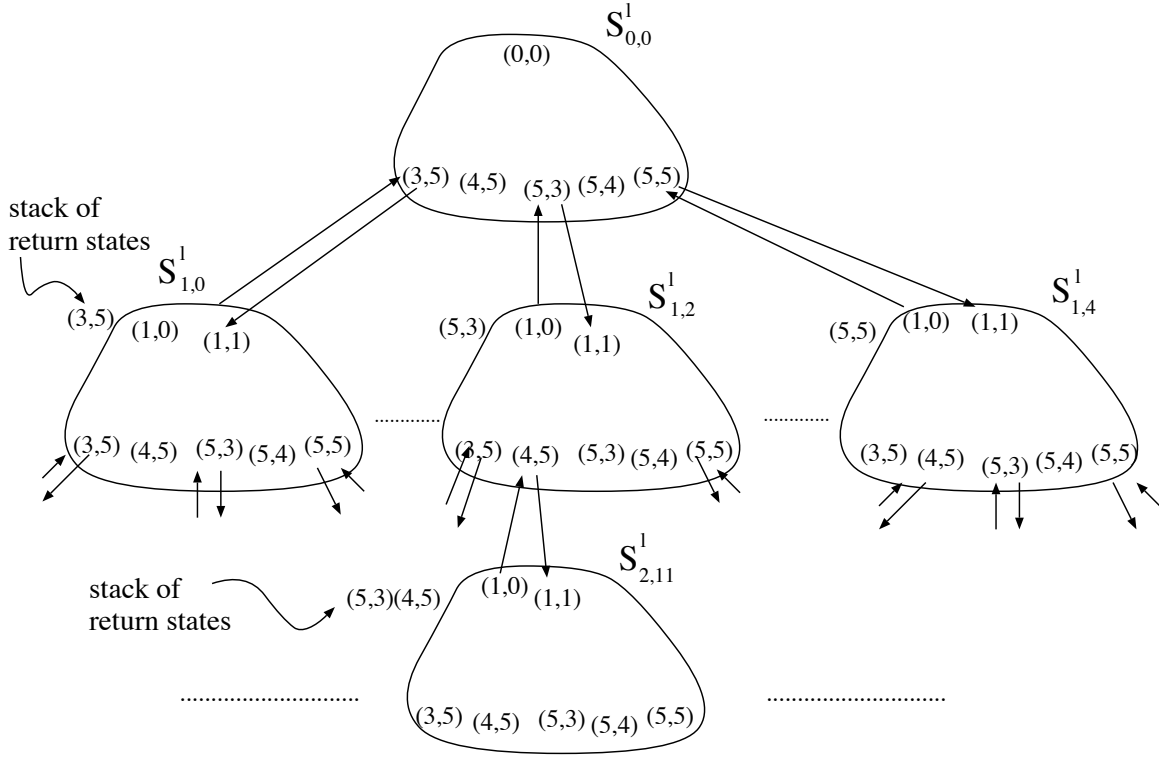 S^l_{0,0}
(0,0)
(3,5) (4,5) (5,3) (5,4) (5,5)
stack of
return states
S^l_{1,0}
S^l_{1,2}
S^l_{1,4}
(3,5) (1,0) (1,1)
(5,3) (1,0) (1,1)
(5,5) (1,0) (1,1)
(3,5) (4,5) (5,3) (5,4) (5,5)
(3,5) (4,5) (5,3) (5,4) (5,5)
(3,5) (4,5) (5,3) (5,4) (5,5)
S^l_{2,11}
stack of
return states
(5,3)(4,5) (1,0) (1,1)
(3,5) (4,5) (5,3) (5,4) (5,5)